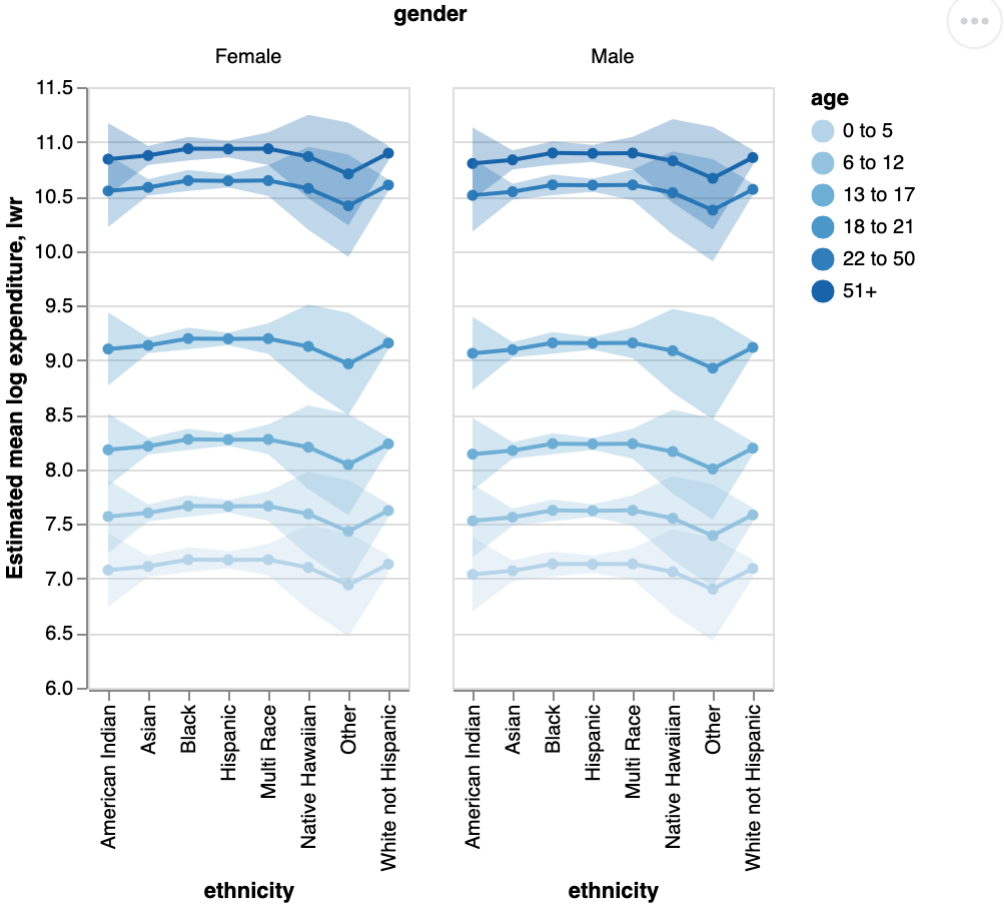 gender
Female
Male
Estimated mean log expenditure, lwr
11.5
11.0
10.5
10.0
9.5
9.0
8.5
8.0
7.5
7.0
6.5
6.0
American Indian
Asian
Black
Hispanic
Multi Race
Native Hawaiian
Other
White not Hispanic
ethnicity
American Indian
Asian
Black
Hispanic
Multi Race
Native Hawaiian
Other
White not Hispanic
ethnicity
age
0 to 5
6 to 12
13 to 17
18 to 21
22 to 50
51+